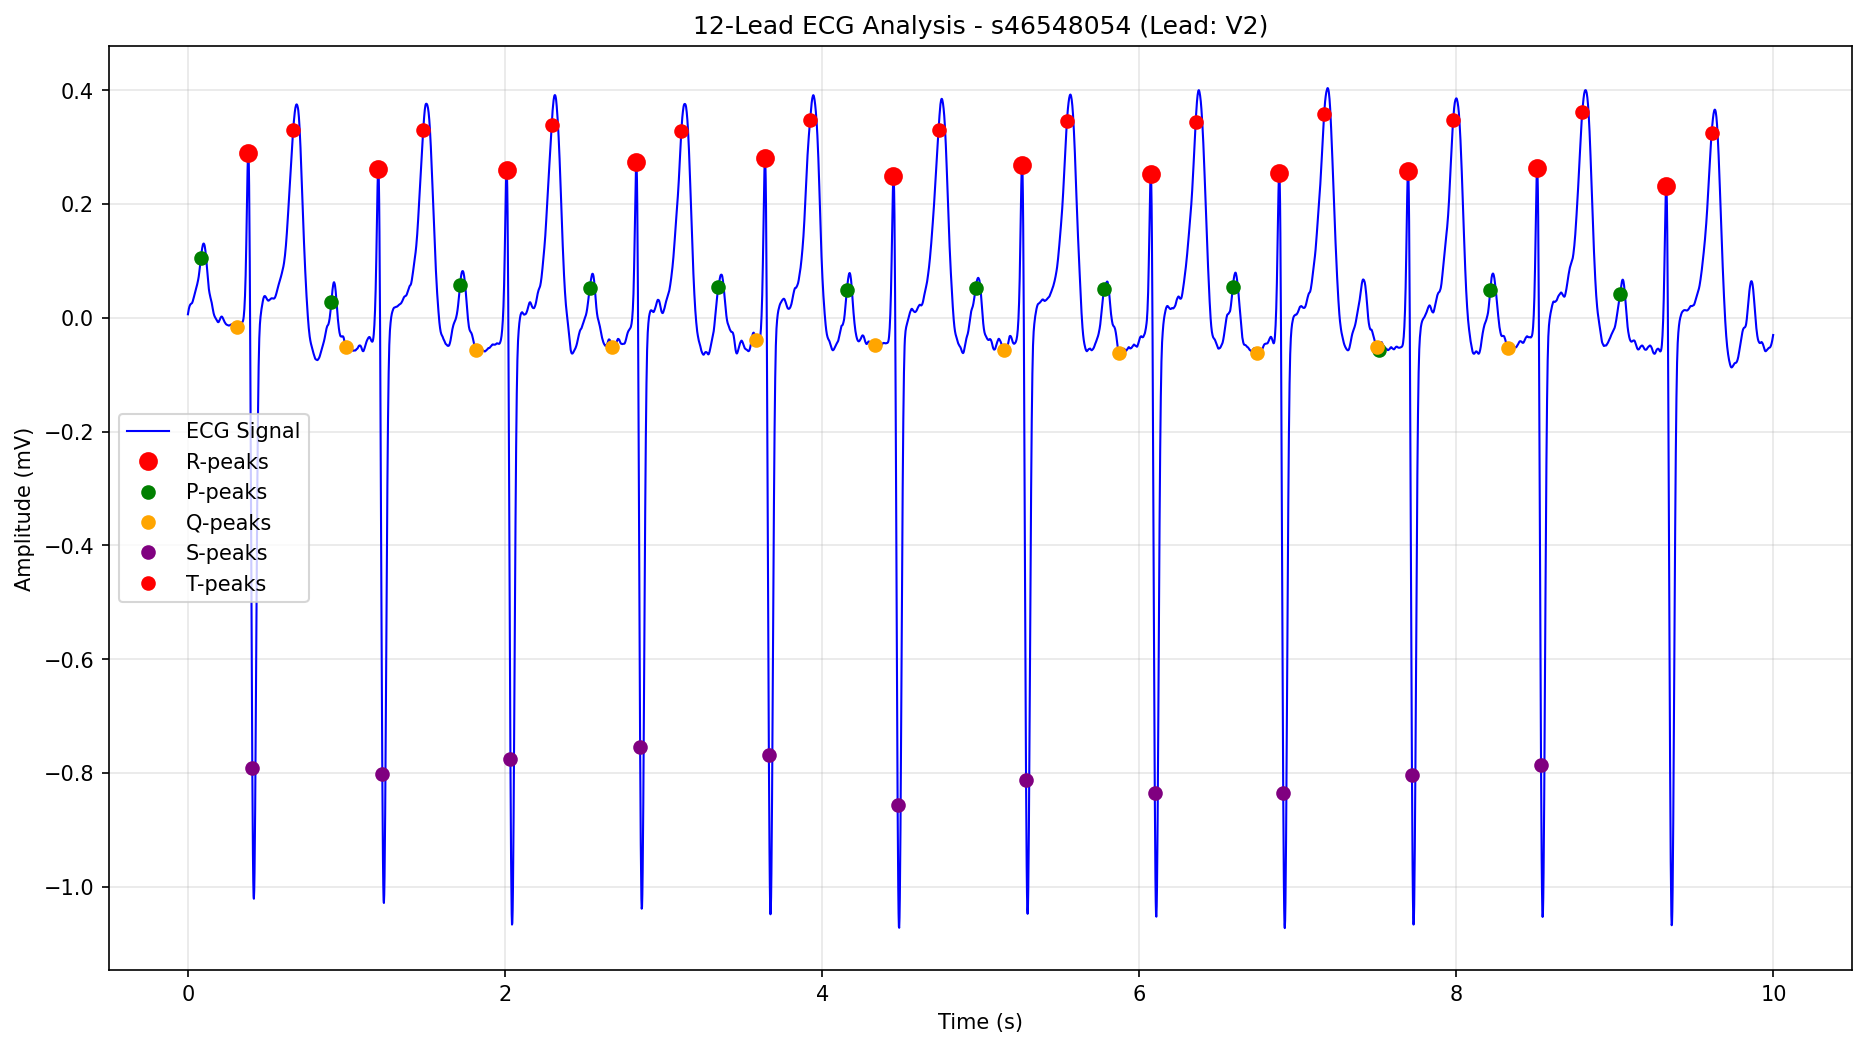 12-Lead ECG Analysis - s46548054 (Lead: V2)
Amplitude (mV)
0.4
0.2
0.0
−0.2
−0.4
−0.6
−0.8
−1.0
ECG Signal
R-peaks
P-peaks
Q-peaks
S-peaks
T-peaks
0 2 4 6 8 10
Time (s)